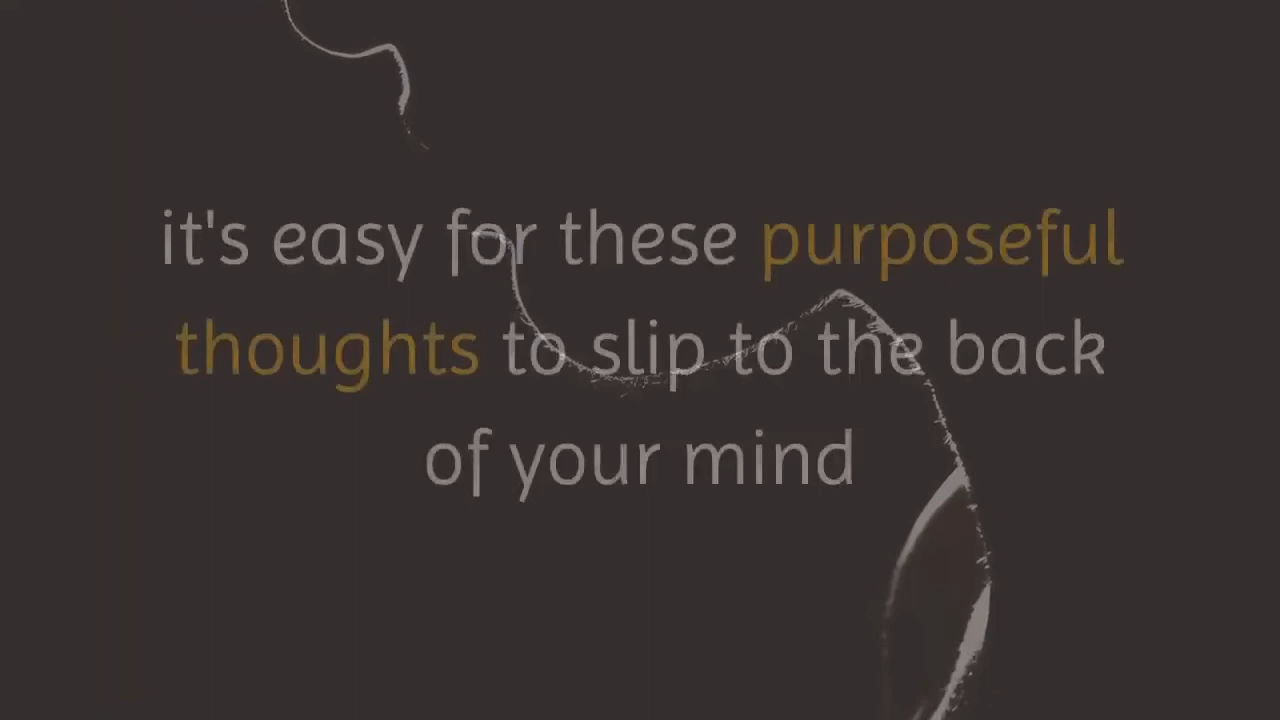 it's easy for these purposeful
thoughts to slip to the back
of your mind